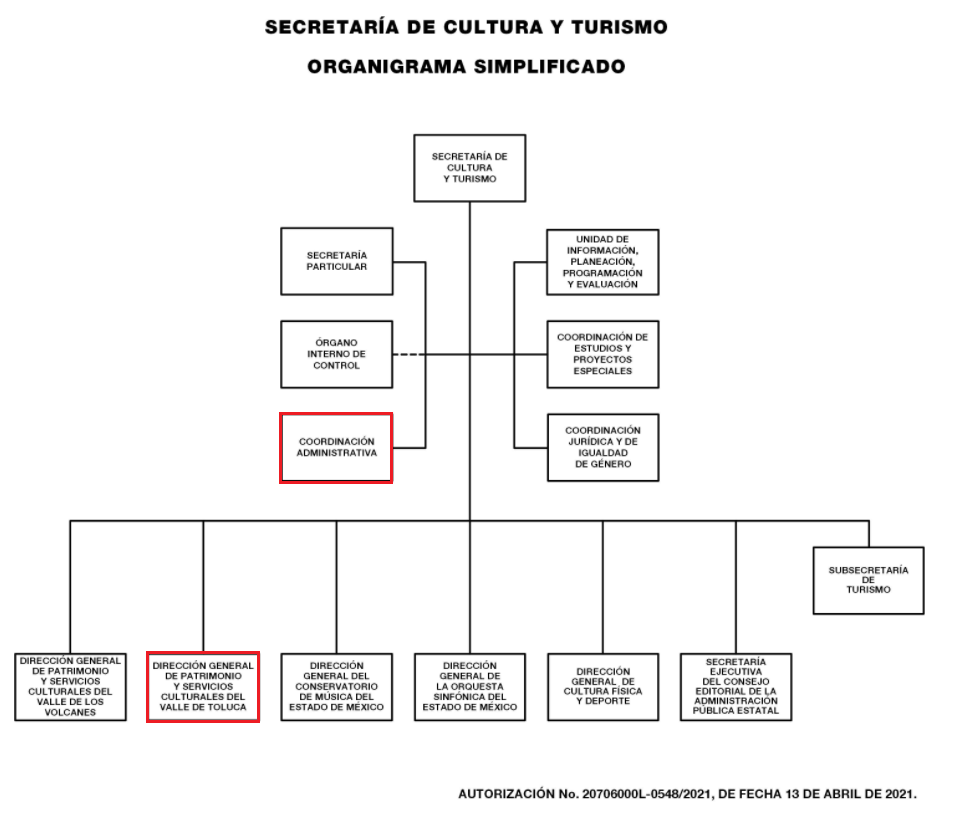 SECRETARÍA DE CULTURA Y TURISMO
ORGANIGRAMA SIMPLIFICADO
SECRETARÍA DE
CULTURA
Y TURISMO
SECRETARÍA
PARTICULAR
UNIDAD DE
INFORMACIÓN,
PLANEACIÓN,
PROGRAMACIÓN
Y EVALUACIÓN
ÓRGANO
INTERNO DE
CONTROL
COORDINACIÓN DE
ESTUDIOS Y
PROYECTOS
ESPECIALES
COORDINACIÓN
ADMINISTRATIVA
COORDINACIÓN
JURÍDICA Y DE
IGUALDAD
DE GÉNERO
SUBSECRETARÍA
DE
TURISMO
DIRECCIÓN GENERAL
DE PATRIMONIO
Y SERVICIOS
CULTURALES DEL
VALLE DE LOS
VOLCANES
DIRECCIÓN GENERAL
DE PATRIMONIO
Y SERVICIOS
CULTURALES DEL
VALLE DE TOLUCA
DIRECCIÓN
GENERAL DEL
CONSERVATORIO
DE MÚSICA DEL
ESTADO DE MÉXICO
DIRECCIÓN
GENERAL DE
LA ORQUESTA
SINFÓNICA DEL
ESTADO DE MÉXICO
DIRECCIÓN
GENERAL DE
CULTURA FÍSICA
Y DEPORTE
SECRETARÍA
EJECUTIVA
DEL CONSEJO
EDITORIAL DE LA
ADMINISTRACIÓN
PÚBLICA ESTATAL
AUTORIZACIÓN No. 20706000L-0548/2021, DE FECHA 13 DE ABRIL DE 2021.